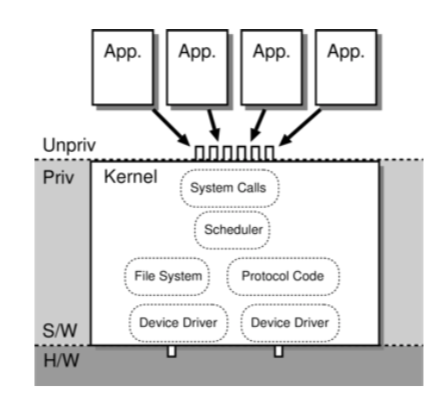 App.
App.
App.
App.
Unpriv
Priv
Kernel
System Calls
Scheduler
File System
Protocol Code
Device Driver
Device Driver
S/W
H/W